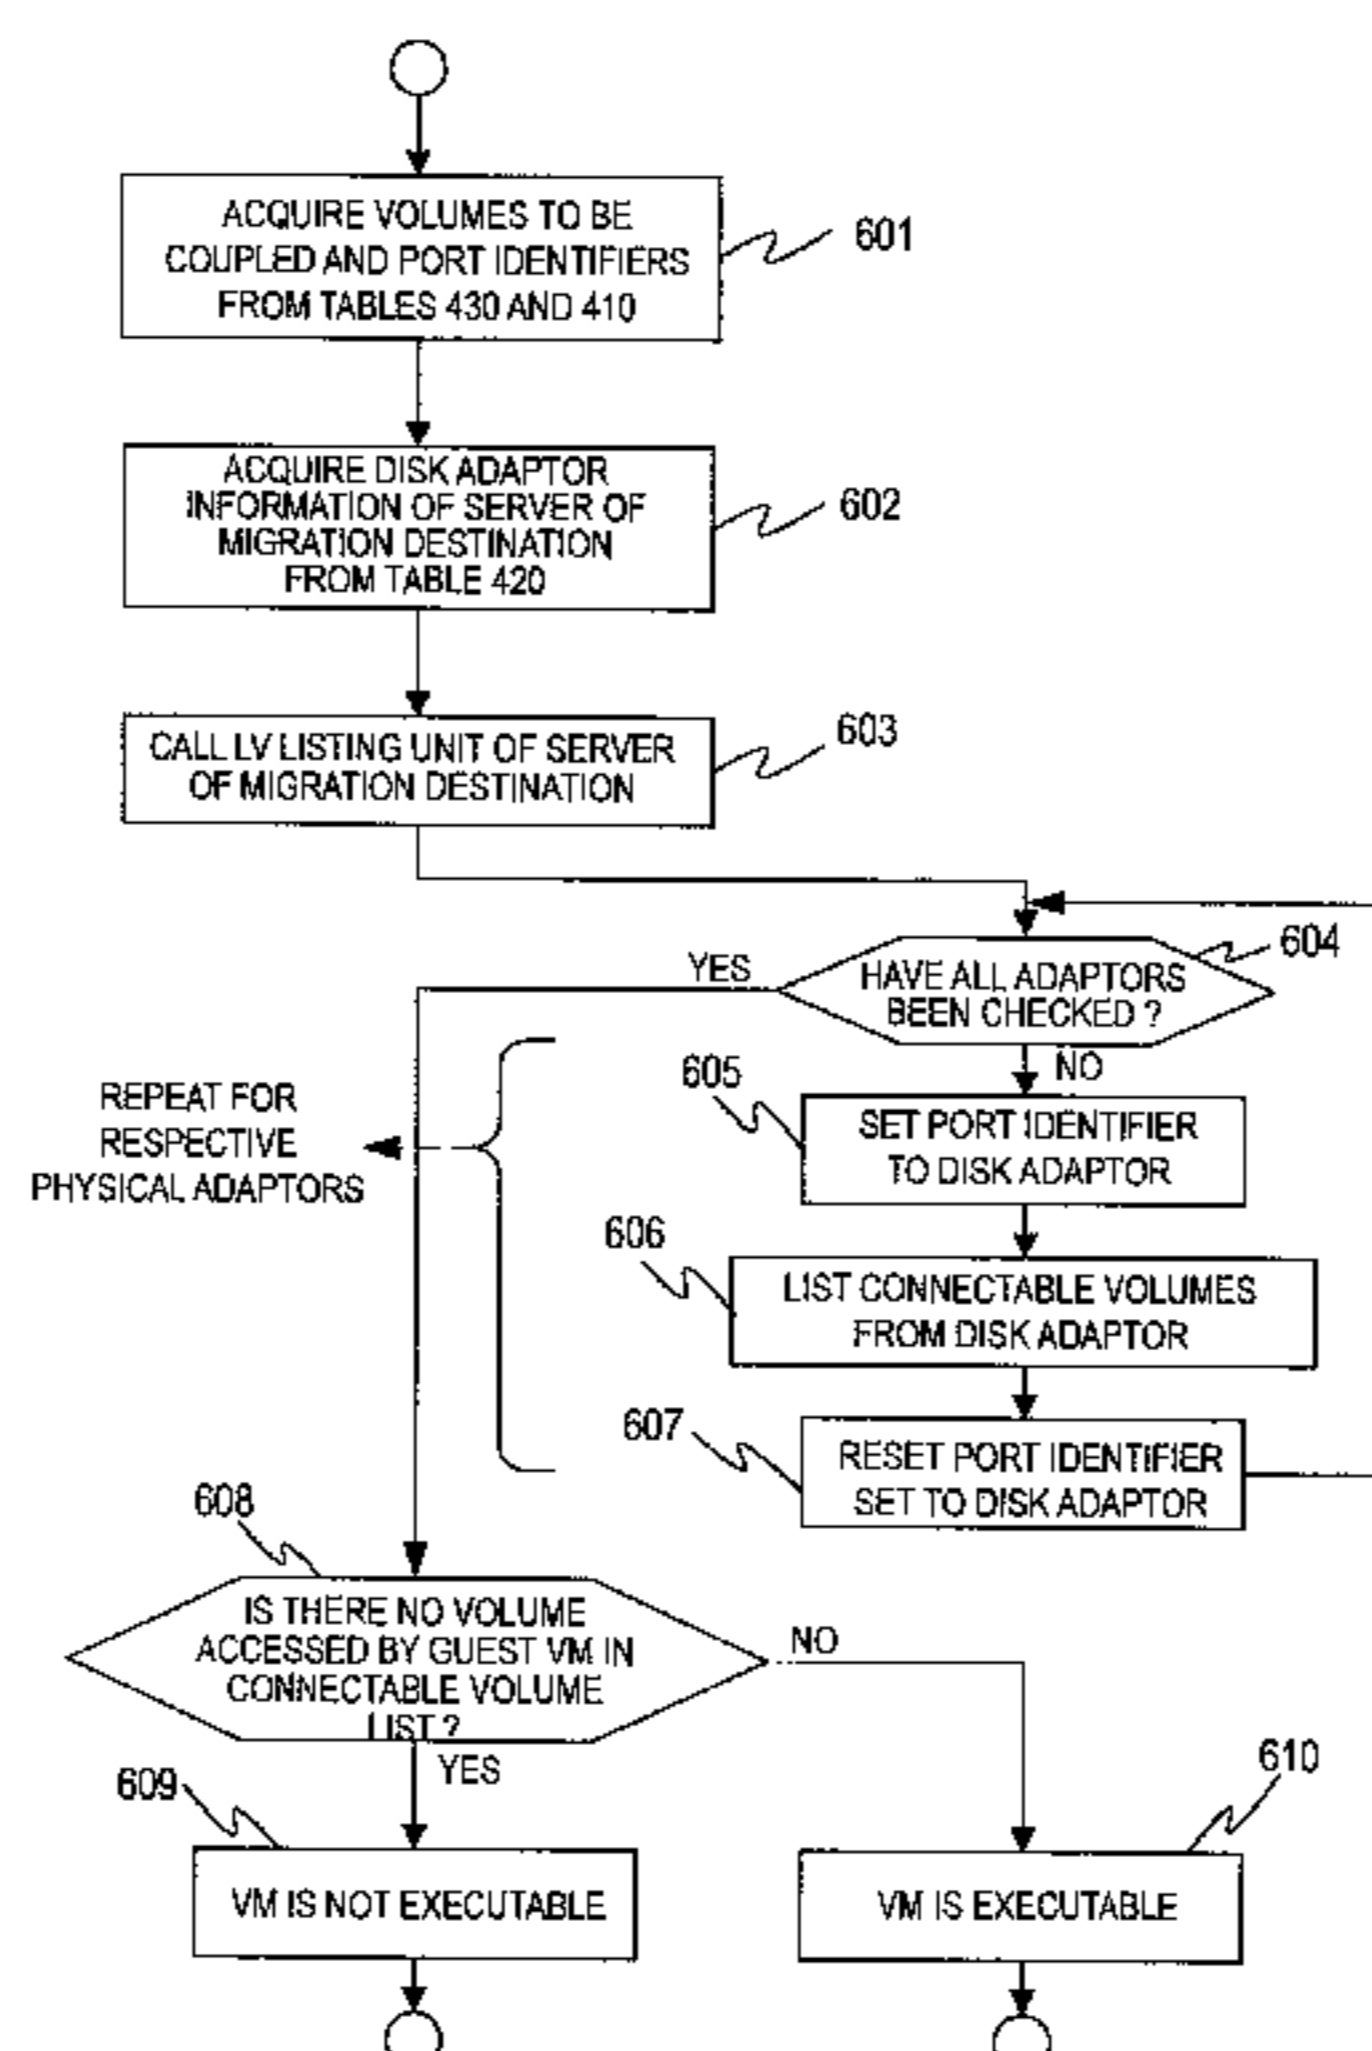 ACQUIRE VOLUMES TO BE
COUPLED AND PORT IDENTIFIERS
FROM TABLES 430 AND 410
601
ACQUIRE DISK ADAPTOR
INFORMATION OF SERVER OF
MIGRATION DESTINATION
FROM TABLE 420
602
CALL LV LISTING UNIT OF SERVER
OF MIGRATION DESTINATION
603
YES
HAVE ALL ADAPTORS
BEEN CHECKED ?
604
NO
REPEAT FOR
RESPECTIVE
PHYSICAL ADAPTORS
605
SET PORT IDENTIFIER
TO DISK ADAPTOR
606
LIST CONNECTABLE VOLUMES
FROM DISK ADAPTOR
607
RESET PORT IDENTIFIER
SET TO DISK ADAPTOR
608
IS THERE NO VOLUME
ACCESSED BY GUEST VM IN
CONNECTABLE VOLUME
LIST ?
NO
YES
609
VM IS NOT EXECUTABLE
610
VM IS EXECUTABLE